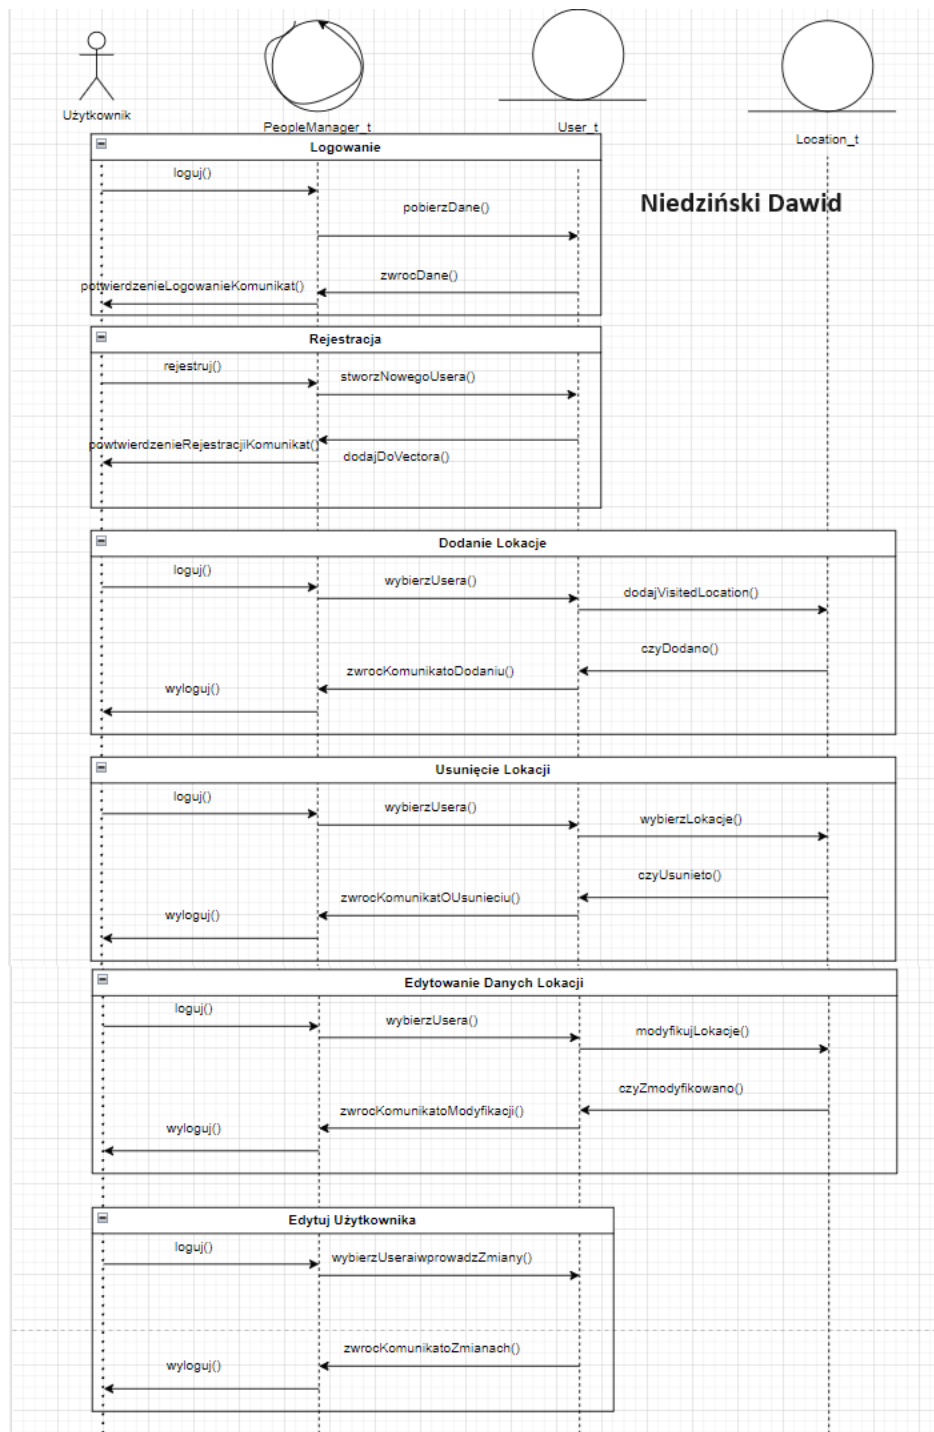 Użytkownik
PeopleManager_t
User_t
Location_t
Logowanie
loguj()
Niedziński Dawid
pobierzDane()
zwrocDane()
potwierdzenieLogowanieKomunikat()
Rejestracja
rejestruj()
stworzNowegoUsera()
powtwierdzenieRejestracjiKomunikat()
dodajDoVectora()
Dodanie Lokacje
loguj()
wybierzUsera()
dodajVisitedLocation()
czyDodano()
zwrocKomunikatoDodaniu()
wyloguj()
Usunięcie Lokacji
loguj()
wybierzUsera()
wybierzLokacje()
czyUsunieto()
zwrocKomunikatOUsunieciu()
wyloguj()
Edytowanie Danych Lokacji
loguj()
wybierzUsera()
modyfikujLokacje()
czyZmodyfikowano()
zwrocKomunikatoModyfikacji()
wyloguj()
Edytuj Użytkownika
loguj()
wybierzUseraiwprowadzZmiany()
zwrocKomunikatoZmianach()
wyloguj()